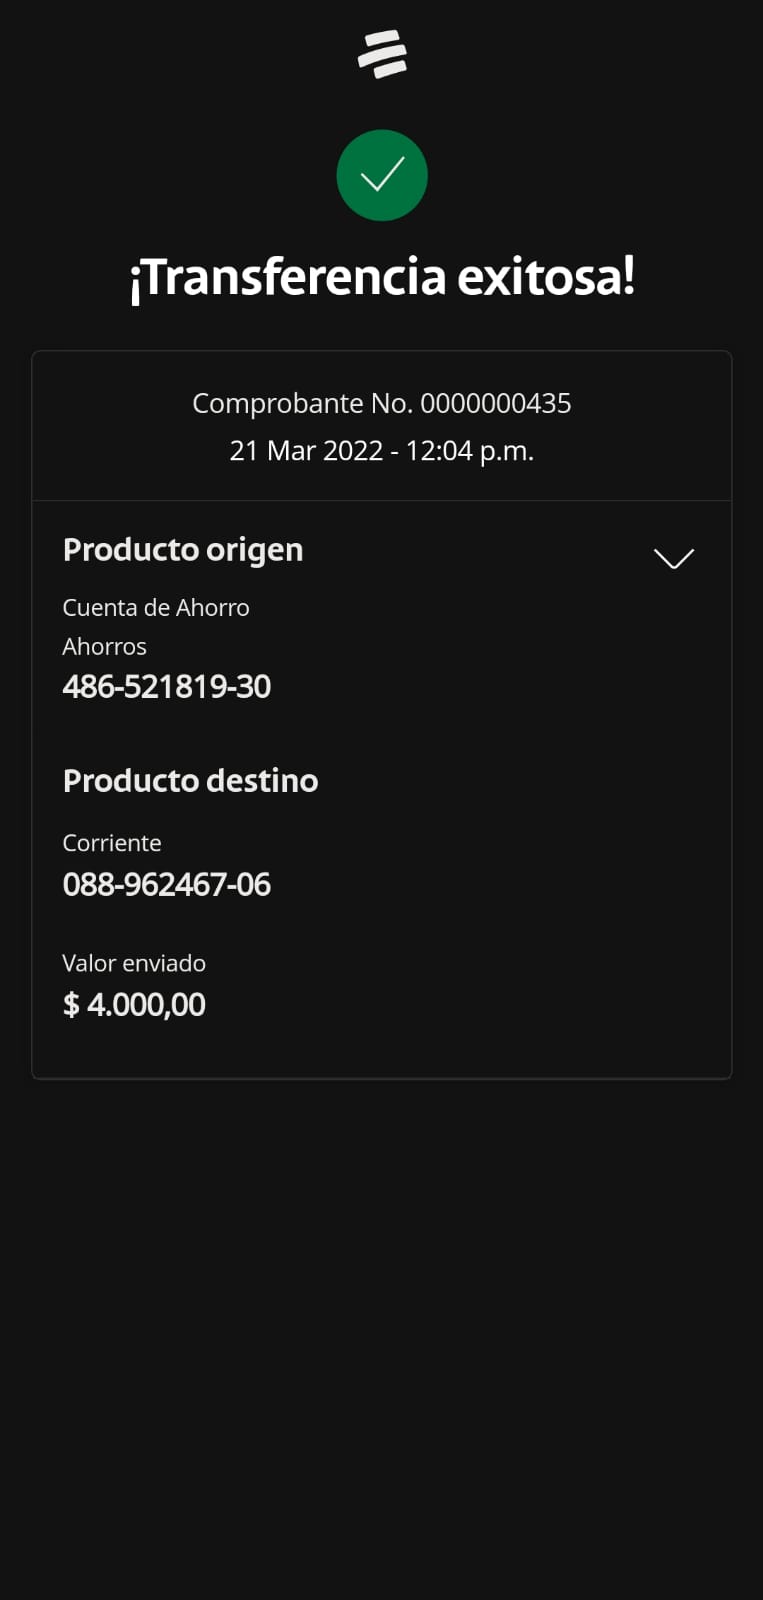 ¡Transferencia exitosa!
Comprobante No. 0000000435
21 Mar 2022 - 12:04 p.m.
Producto origen
Cuenta de Ahorro
Ahorros
486-521819-30
Producto destino
Corriente
088-962467-06
Valor enviado
$ 4.000,00